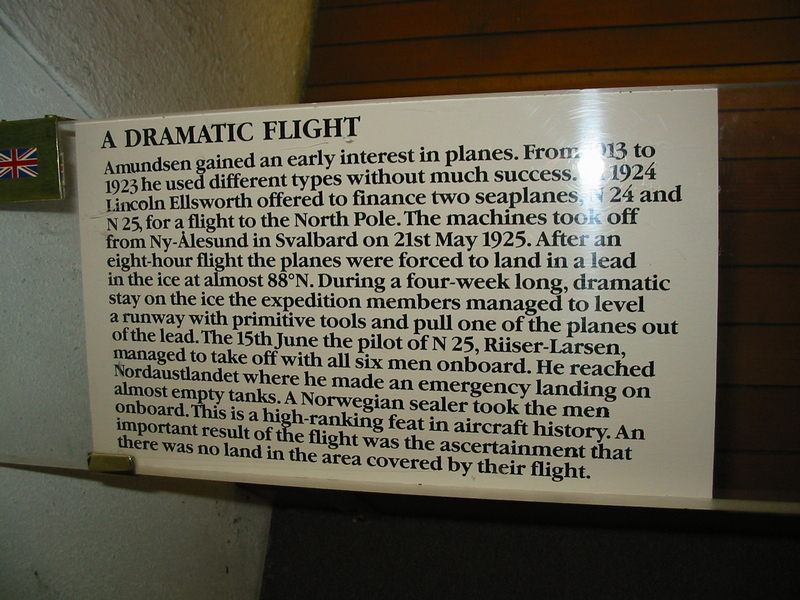 A DRAMATIC FLIGHT
Amundsen gained an early interest in planes. From 1913 to
1923 he used different types without much success. In 1924
Lincoln Ellsworth offered to finance two seaplanes, N 24 and
N 25, for a flight to the North Pole. The machines took off
from Ny-Ålesund in Svalbard on 21st May 1925. After an
eight-hour flight the planes were forced to land in a lead
in the ice at almost 88°N. During a four-week long, dramatic
stay on the ice the expedition members managed to level
a runway with primitive tools and pull one of the planes out
of the lead. The 15th June the pilot of N 25, Riiser-Larsen,
managed to take off with all six men onboard. He reached
Nordaustlandet where he made an emergency landing on
almost empty tanks. A Norwegian sealer took the men
onboard. This is a high-ranking feat in aircraft history. An
important result of the flight was the ascertainment that
there was no land in the area covered by their flight.